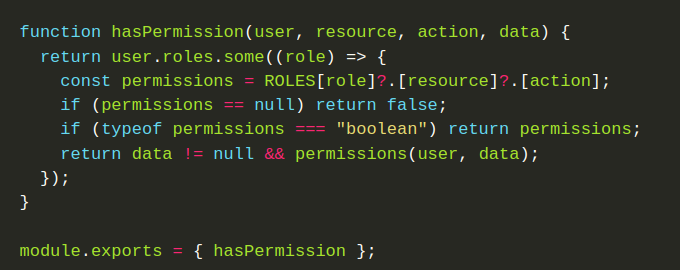 function hasPermission(user, resource, action, data) {
  return user.roles.some((role) => {
    const permissions = ROLES[role]?.[resource]?.[action];
    if (permissions == null) return false;
    if (typeof permissions === "boolean") return permissions;
    return data != null && permissions(user, data);
  });
}

module.exports = { hasPermission };